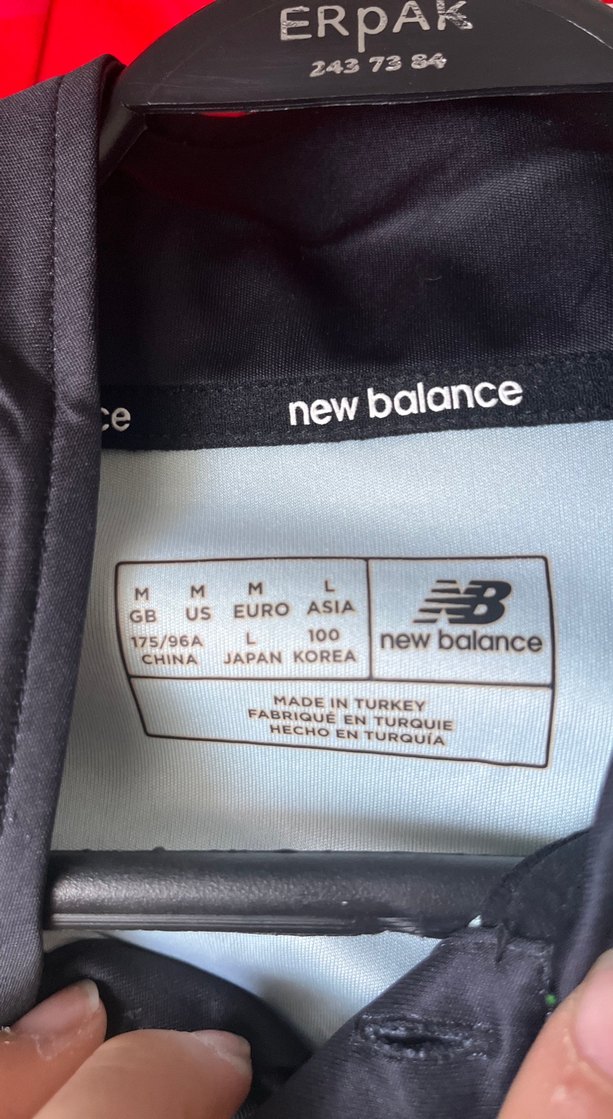 ERpAK
243 73 84
ce
new balance
M M M L
GB US EURO ASIA
175/96A L 100
CHINA JAPAN KOREA
NB
new balance
MADE IN TURKEY
FABRIQUÉ EN TURQUIE
HECHO EN TURQUÍA